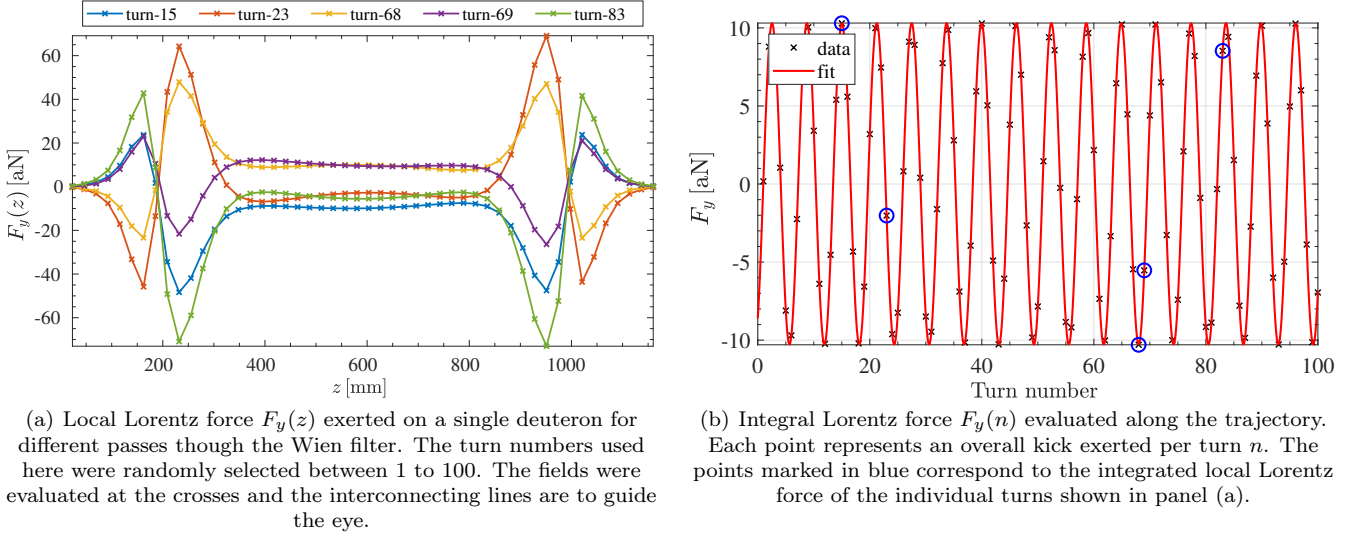 turn-15 turn-23 turn-68 turn-69 turn-83
60
40
20
0
-20
-40
-60
F_y(z) [aN]
200 400 600 800 1000
z [mm]
(a) Local Lorentz force F_y(z) exerted on a single deuteron for
different passes though the Wien filter. The turn numbers used
here were randomly selected between 1 to 100. The fields were
evaluated at the crosses and the interconnecting lines are to guide
the eye.
10
5
0
-5
-10
F_y [aN]
data
fit
0 20 40 60 80 100
Turn number
(b) Integral Lorentz force F_y(n) evaluated along the trajectory.
Each point represents an overall kick exerted per turn n. The
points marked in blue correspond to the integrated local Lorentz
force of the individual turns shown in panel (a).